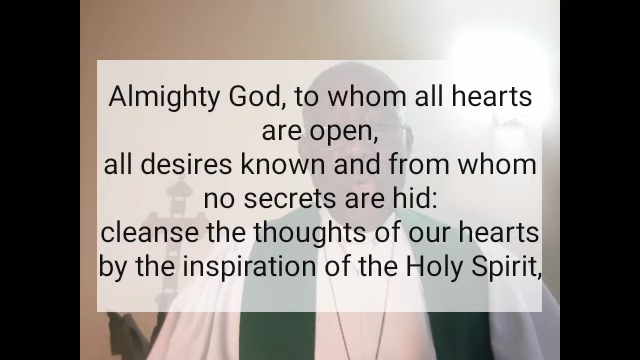 Almighty God, to whom all hearts
are open,
all desires known and from whom
no secrets are hid:
cleanse the thoughts of our hearts
by the inspiration of the Holy Spirit,